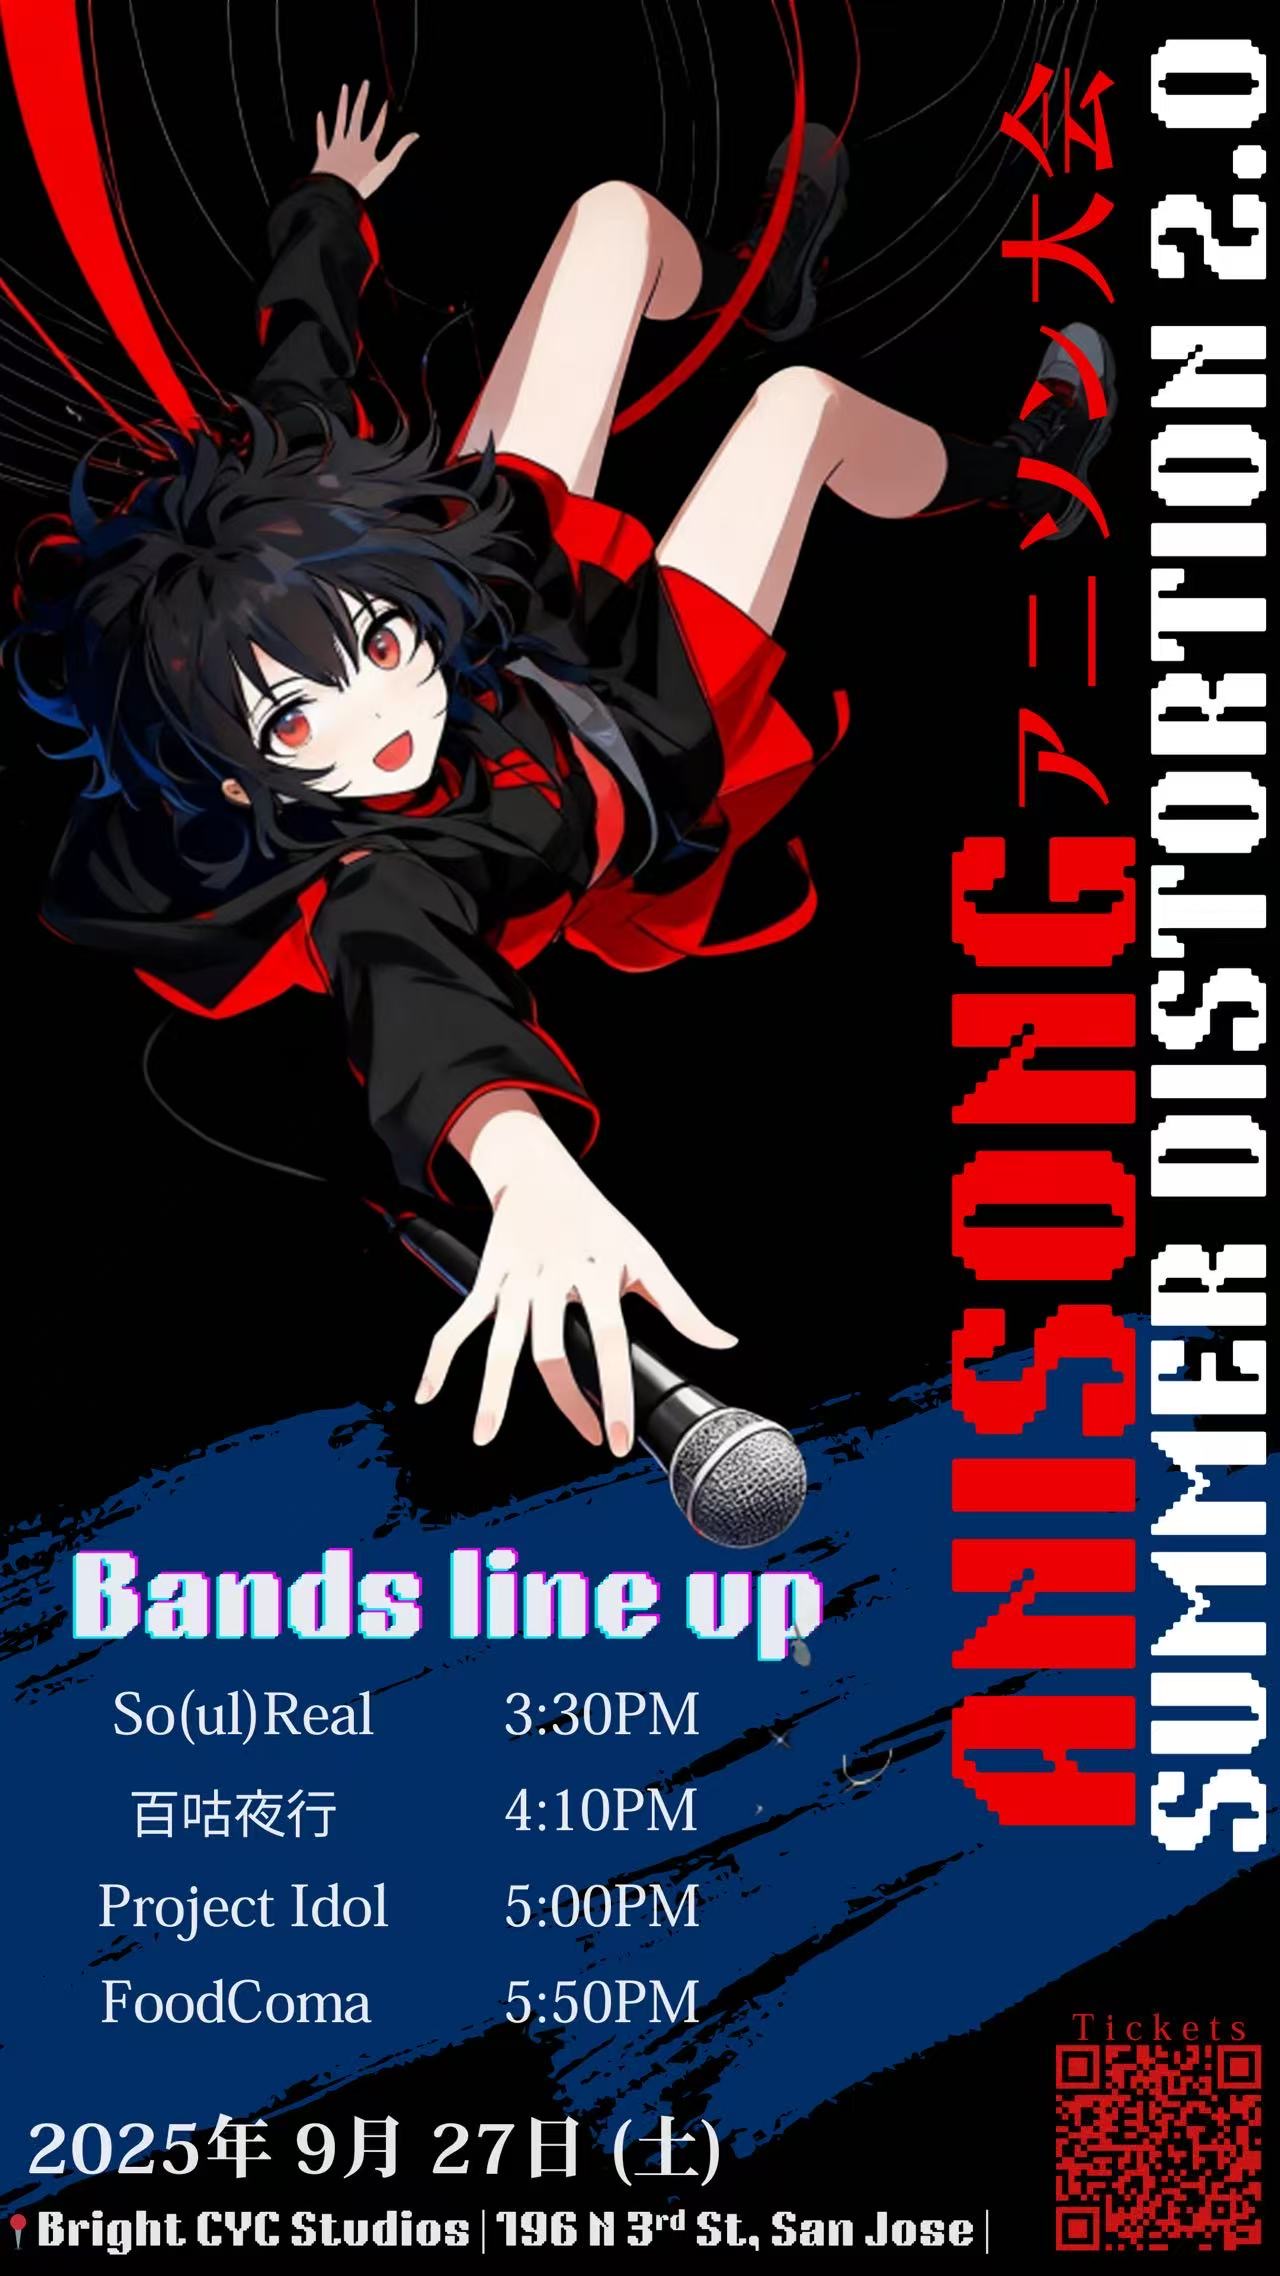 SUMMER DISTORTION 2.0
ANISONG アニソン大会
Bands line up
So(ul)Real 3:30PM
百咕夜行 4:10PM
Project Idol 5:00PM
FoodComa 5:50PM
Tickets
2025年 9月 27日 (土)
Bright CYC Studios | 196 N 3rd St, San Jose |